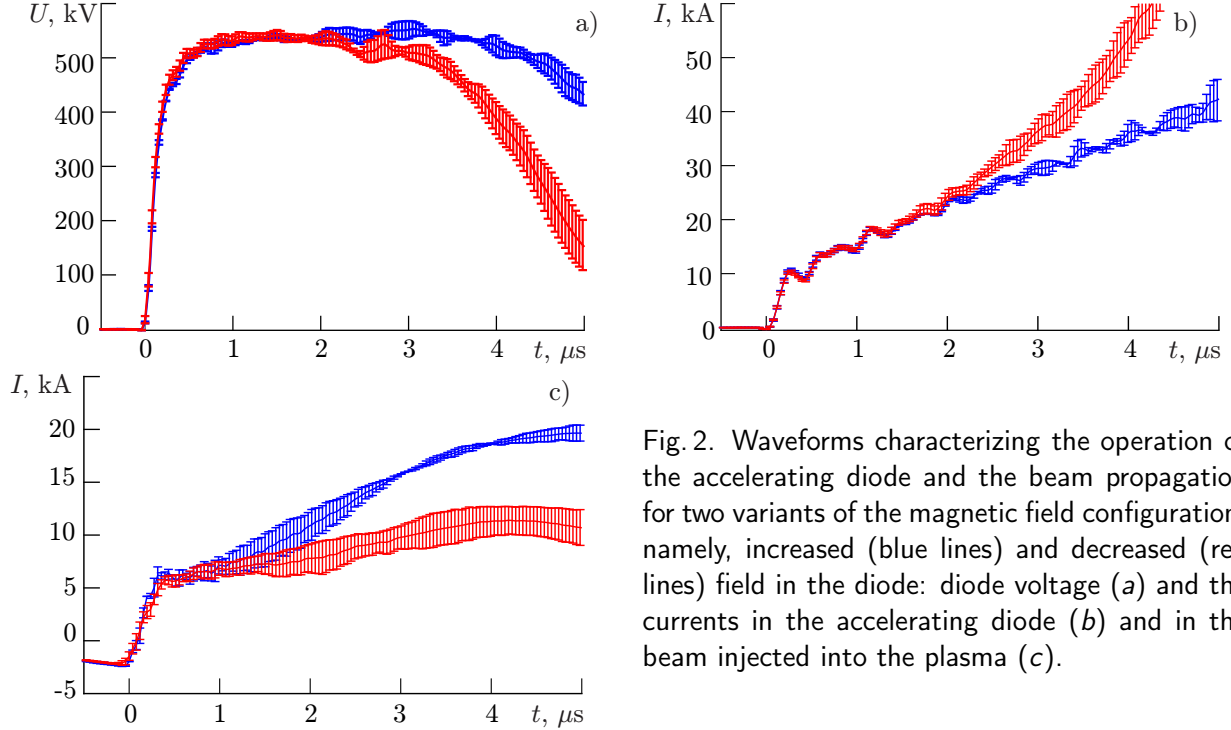 U, kV
a)
500
400
300
200
100
0
0 1 2 3 4 t, μs
I, kA
b)
50
40
30
20
10
0
0 1 2 3 4 t, μs
I, kA
c)
20
15
10
5
0
-5
0 1 2 3 4 t, μs
Fig. 2. Waveforms characterizing the operation o
the accelerating diode and the beam propagation
for two variants of the magnetic field configuration
namely, increased (blue lines) and decreased (re
lines) field in the diode: diode voltage (a) and th
currents in the accelerating diode (b) and in th
beam injected into the plasma (c).